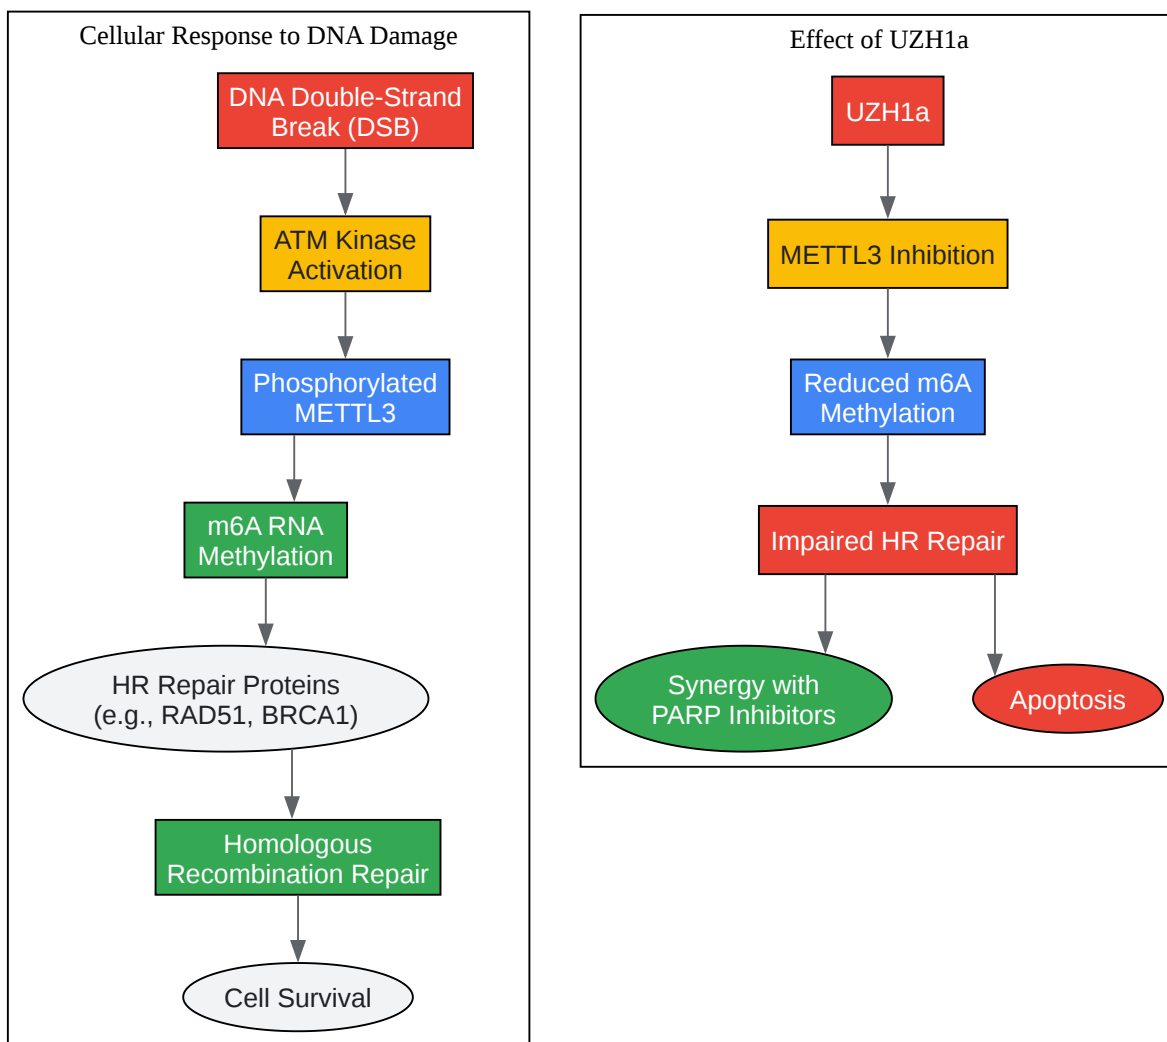 Cellular Response to DNA Damage
DNA Double-Strand
Break (DSB)
ATM Kinase
Activation
Phosphorylated
METTL3
m6A RNA
Methylation
HR Repair Proteins
(e.g., RAD51, BRCA1)
Homologous
Recombination Repair
Cell Survival
Effect of UZH1a
UZH1a
METTL3 Inhibition
Reduced m6A
Methylation
Impaired HR Repair
Synergy with
PARP Inhibitors
Apoptosis